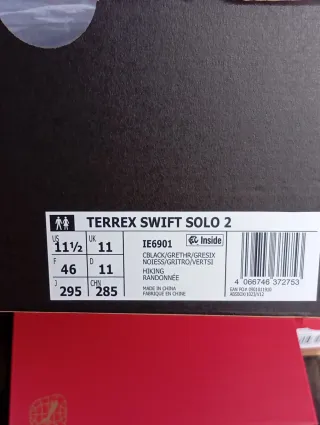 TERREX SWIFT SOLO 2
US 11½ UK 11
F 46 D 11
J 295 CHN 285
IE6901
Inside
CBLACK/GRETHR/GRESIX
NOIESS/GRITRO/VERTSI
HIKING
RANDONNÉE
MADE IN CHINA
FABRIQUE EN CHINE
4 066746 372753